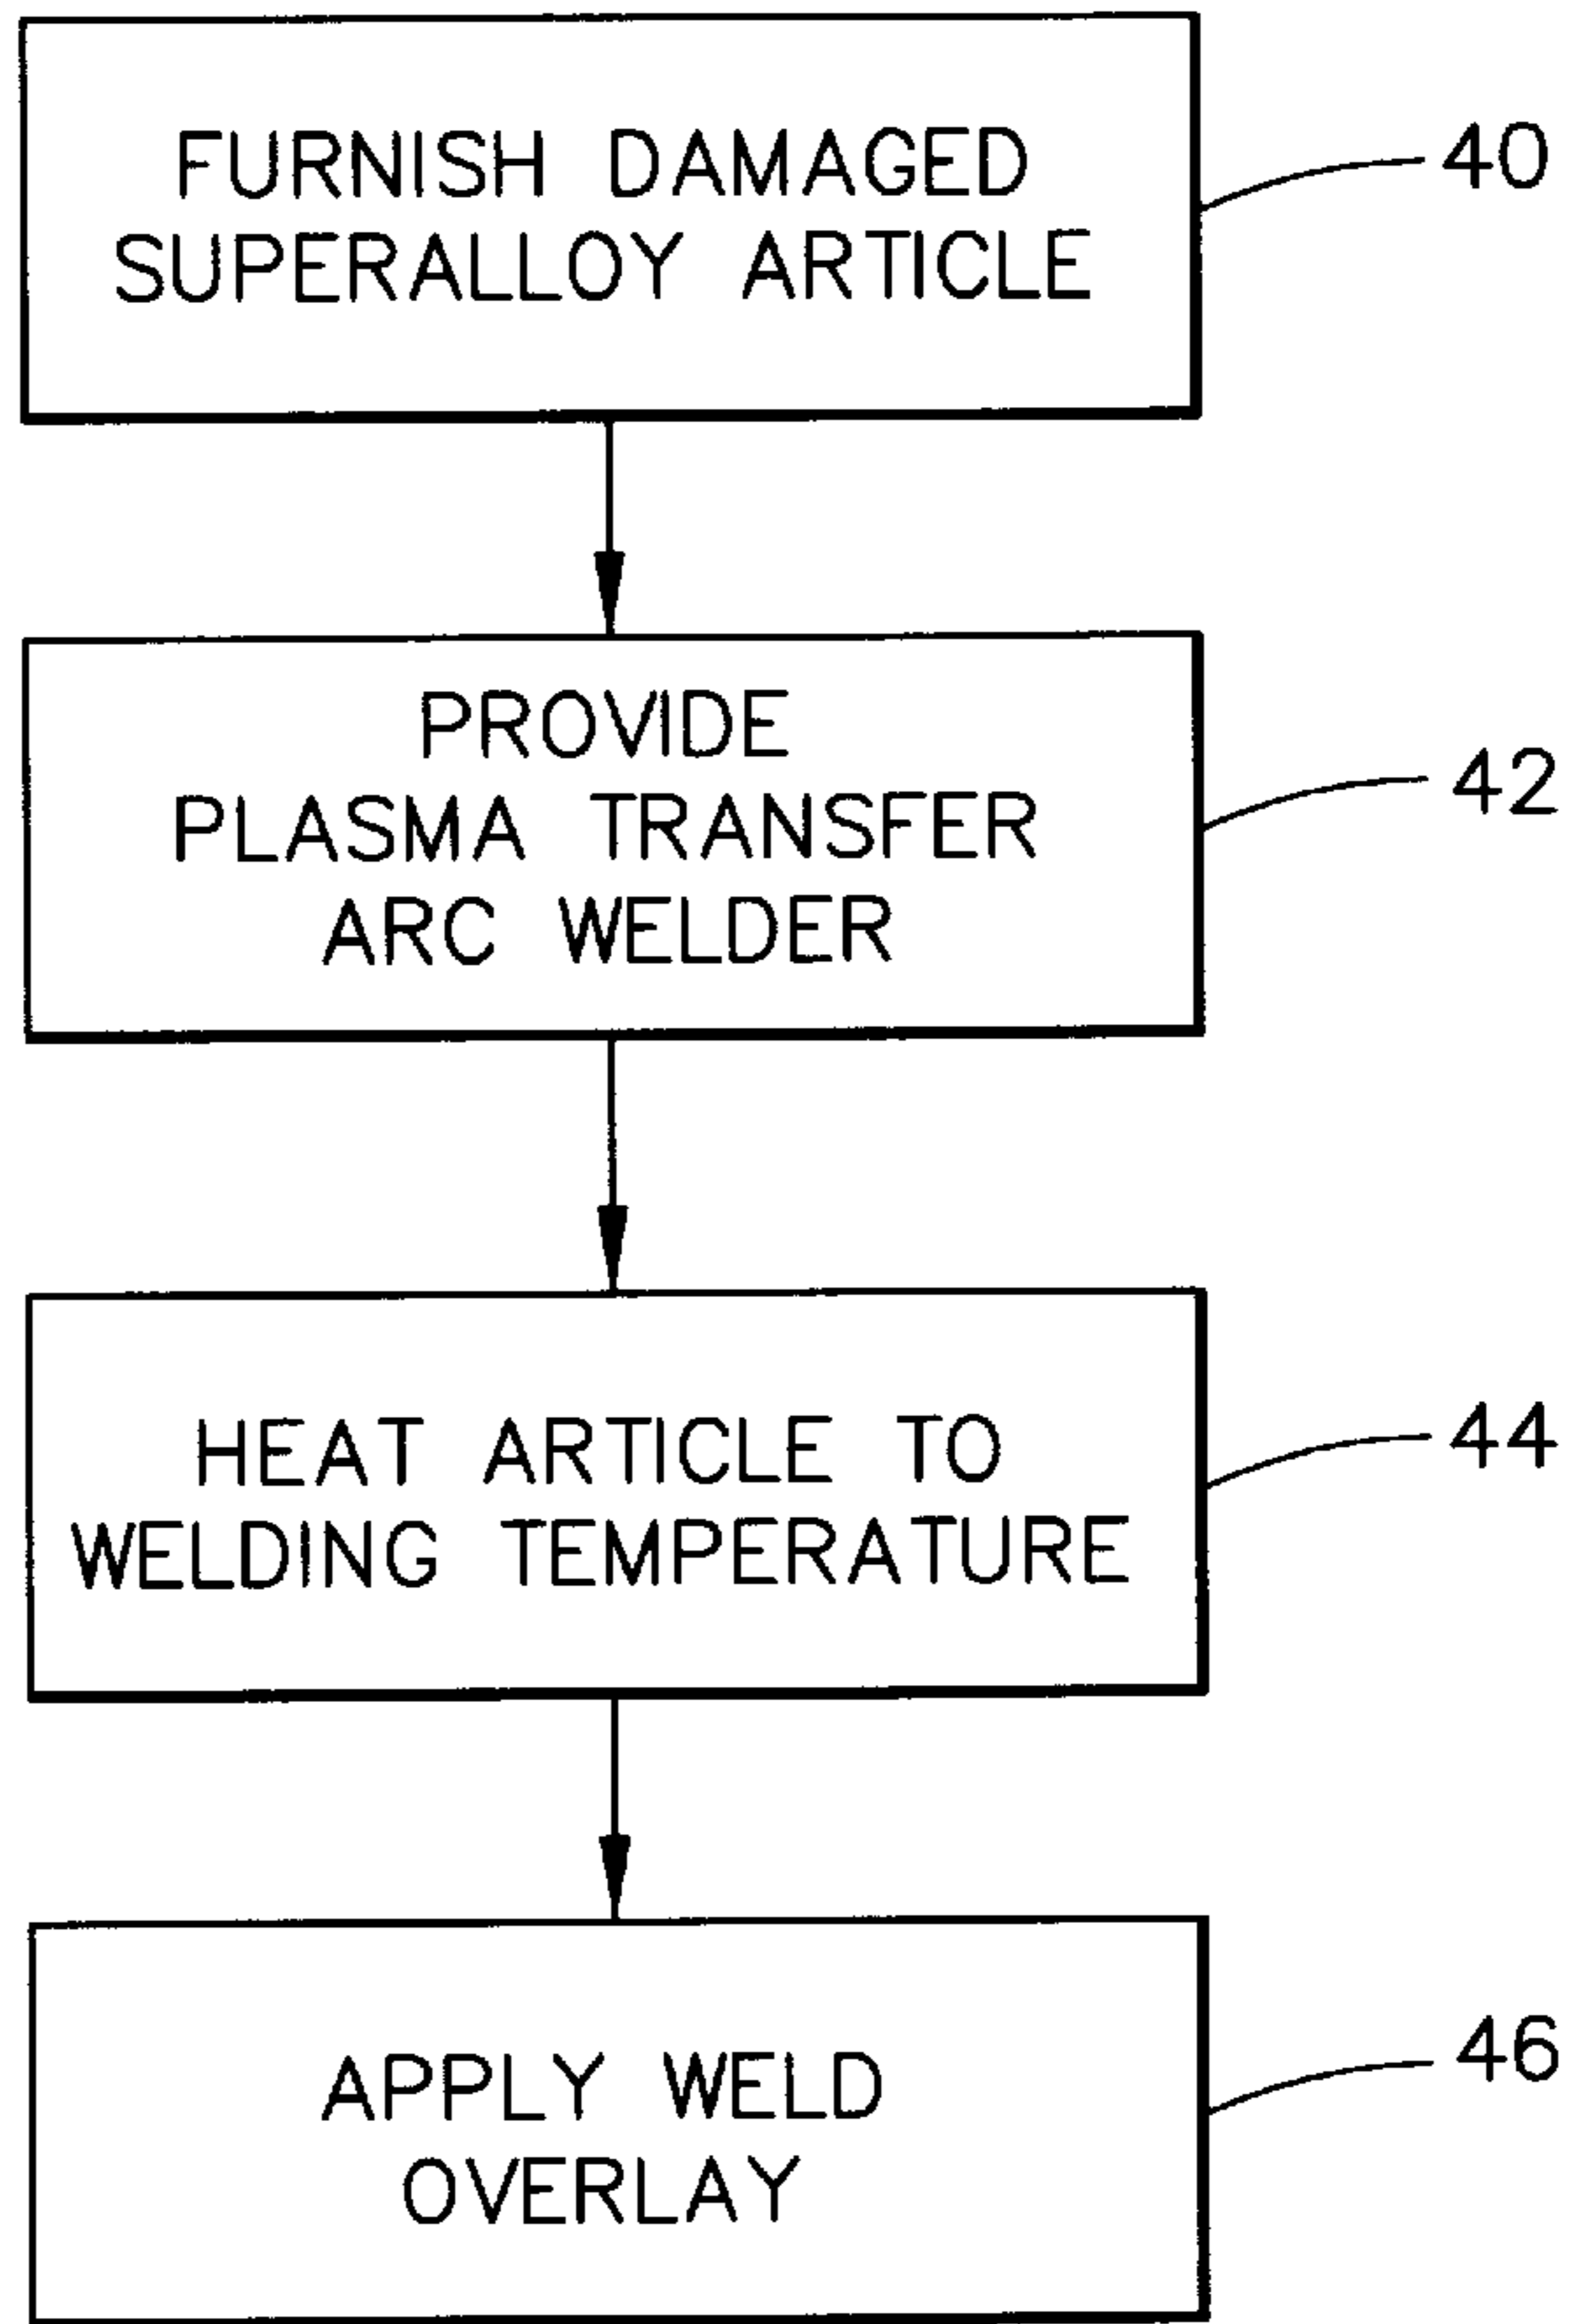 FURNISH DAMAGED
SUPERALLOY ARTICLE
40
PROVIDE
PLASMA TRANSFER
ARC WELDER
42
HEAT ARTICLE TO
WELDING TEMPERATURE
44
APPLY WELD
OVERLAY
46